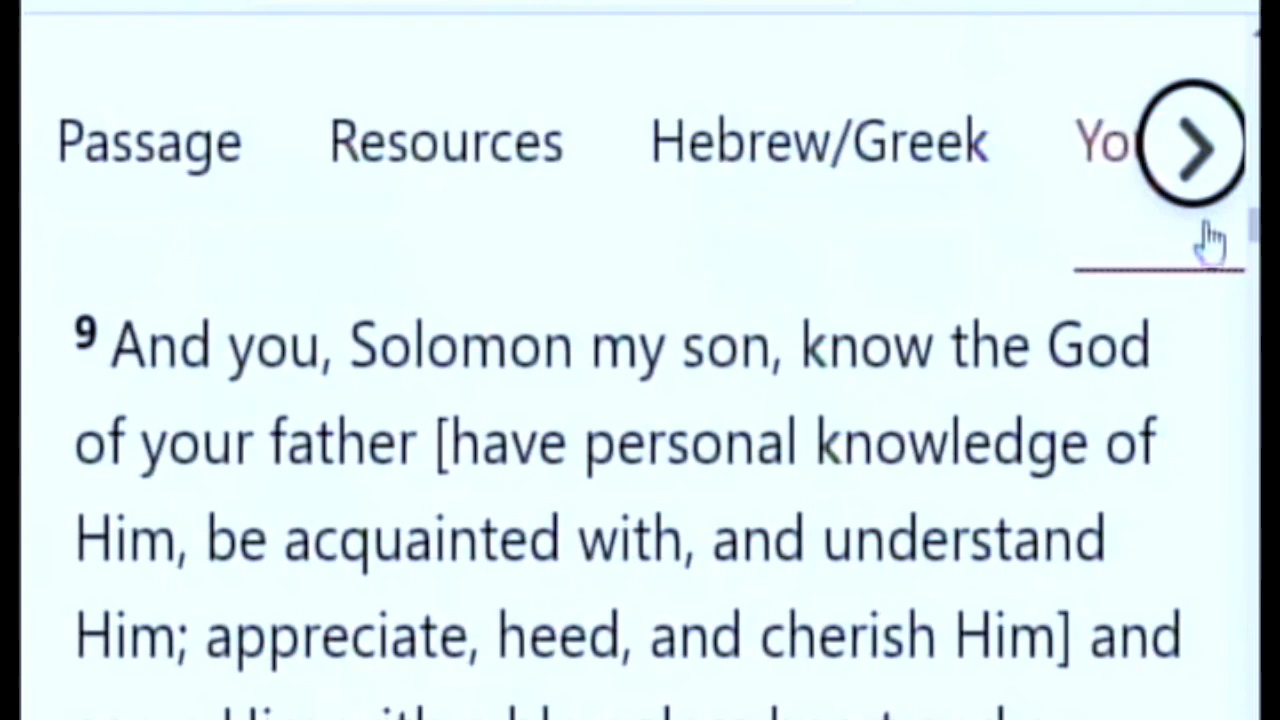 Passage Resources Hebrew/Greek
9 And you, Solomon my son, know the God
of your father [have personal knowledge of
Him, be acquainted with, and understand
Him; appreciate, heed, and cherish Him] and